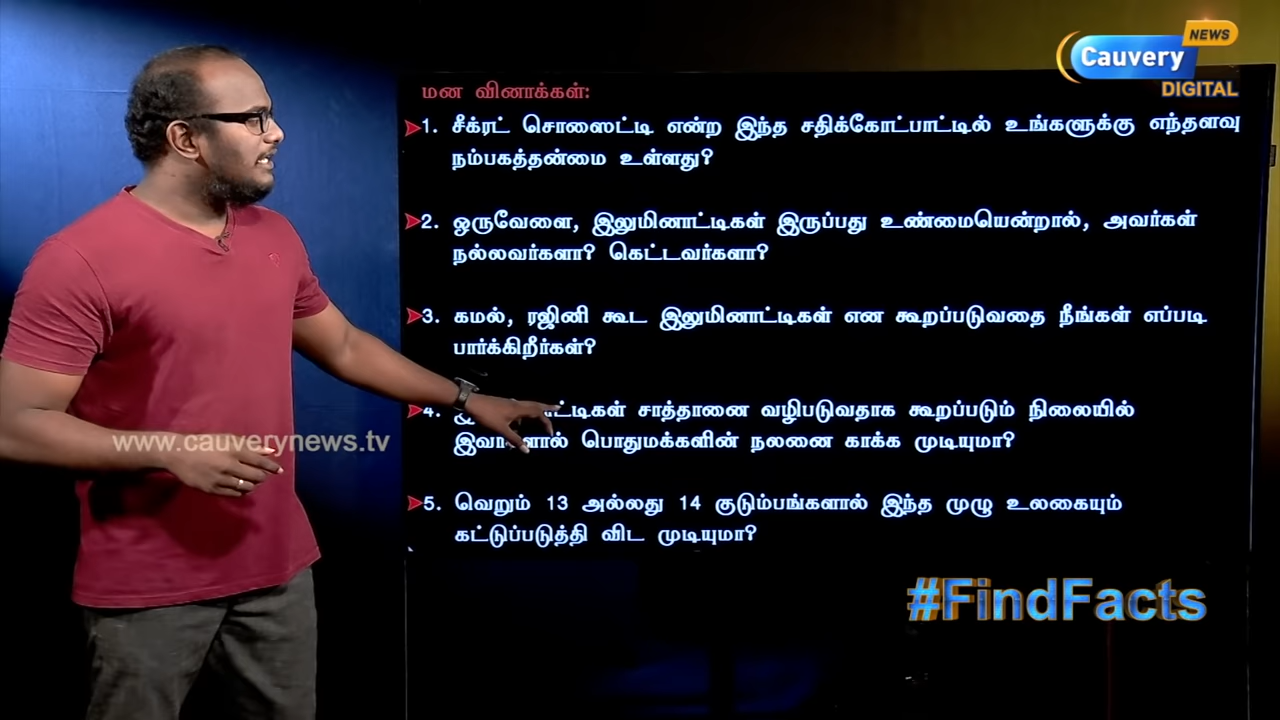 NEWS
Cauvery
DIGITAL
மன வினாக்கள்:
1. சீக்ரட் சொஸைட்டி என்ற இந்த சதிக்கோட்பாட்டில் உங்களுக்கு எந்தளவு
நம்பகத்தன்மை உள்ளது?
2. ஒருவேளை, இலுமினாட்டிகள் இருப்பது உண்மையென்றால், அவர்கள்
நல்லவர்களா? கெட்டவர்களா?
3. கமல், ரஜினி கூட இலுமினாட்டிகள் என கூறப்படுவதை நீங்கள் எப்படி
பார்க்கிறீர்கள்?
4. சாத்தானை வழிபடுவதாக கூறப்படும் நிலையில்
பொதுமக்களின் நலனை காக்க முடியுமா?
www.cauverynews.tv
5. வெறும் 13 அல்லது 14 குடும்பங்களால் இந்த முழு உலகையும்
கட்டுப்படுத்தி விட முடியுமா?
#FindFacts